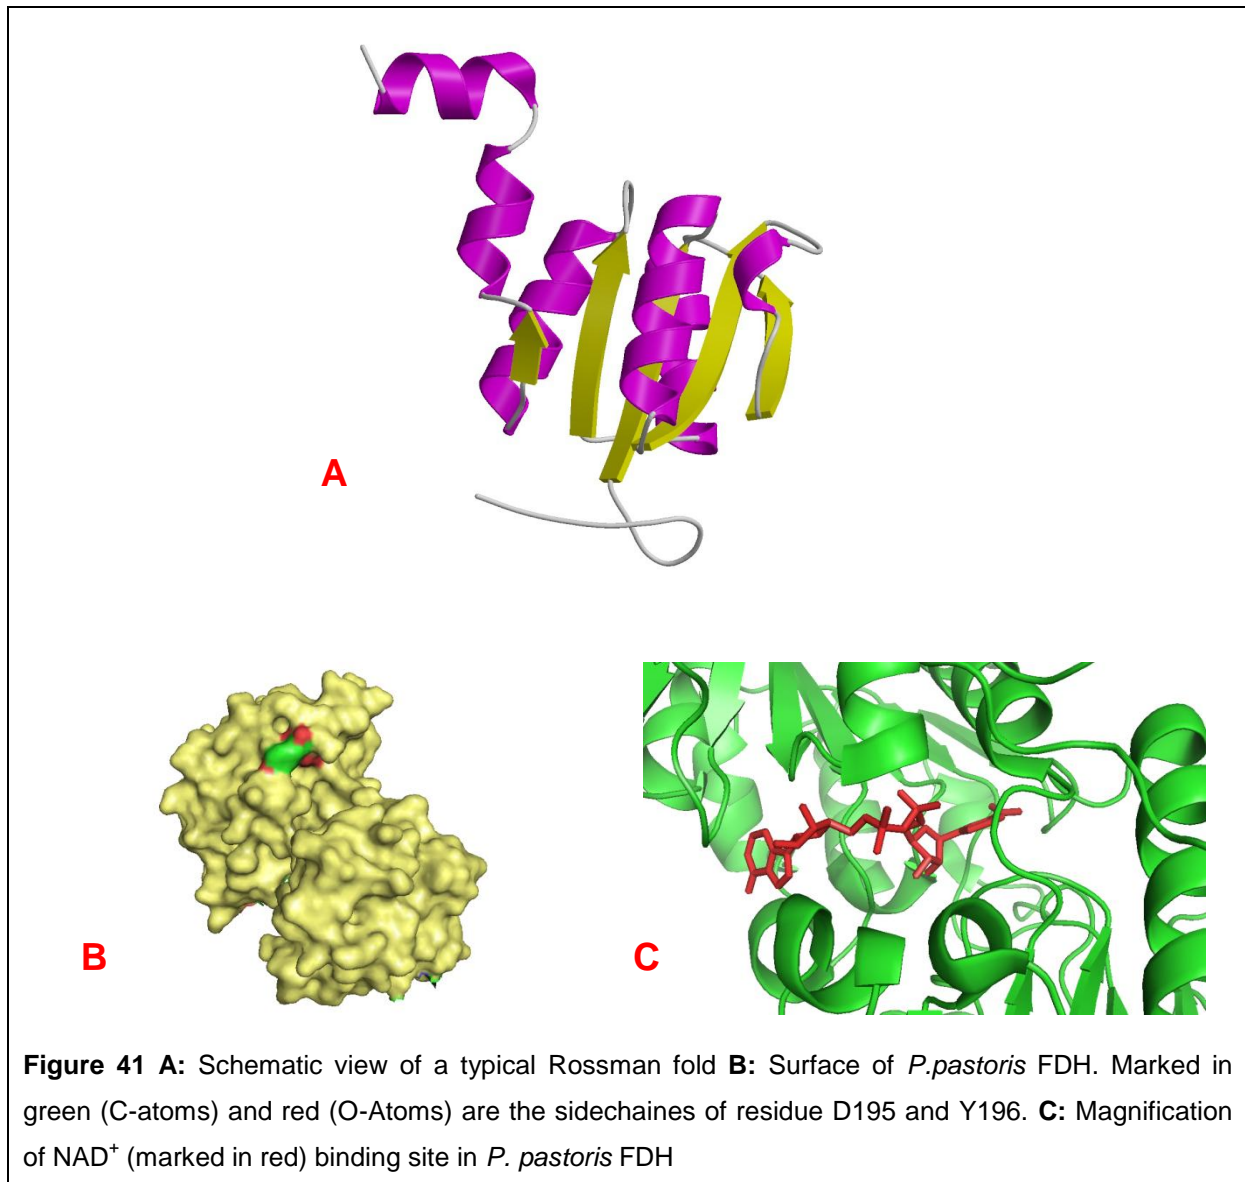 A
B
C
Figure 41 A: Schematic view of a typical Rossman fold B: Surface of P.pastoris FDH. Marked in
green (C-atoms) and red (O-Atoms) are the sidechaines of residue D195 and Y196. C: Magnification
of NAD+ (marked in red) binding site in P. pastoris FDH